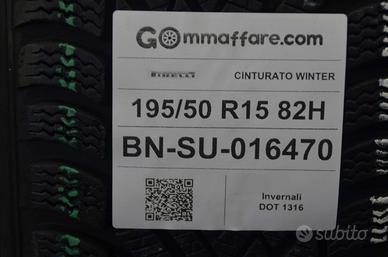 GOmmaffare.com
PIRELLI CINTURATO WINTER
195/50 R15 82H
BN-SU-016470
Invernali
DOT 1316
subito